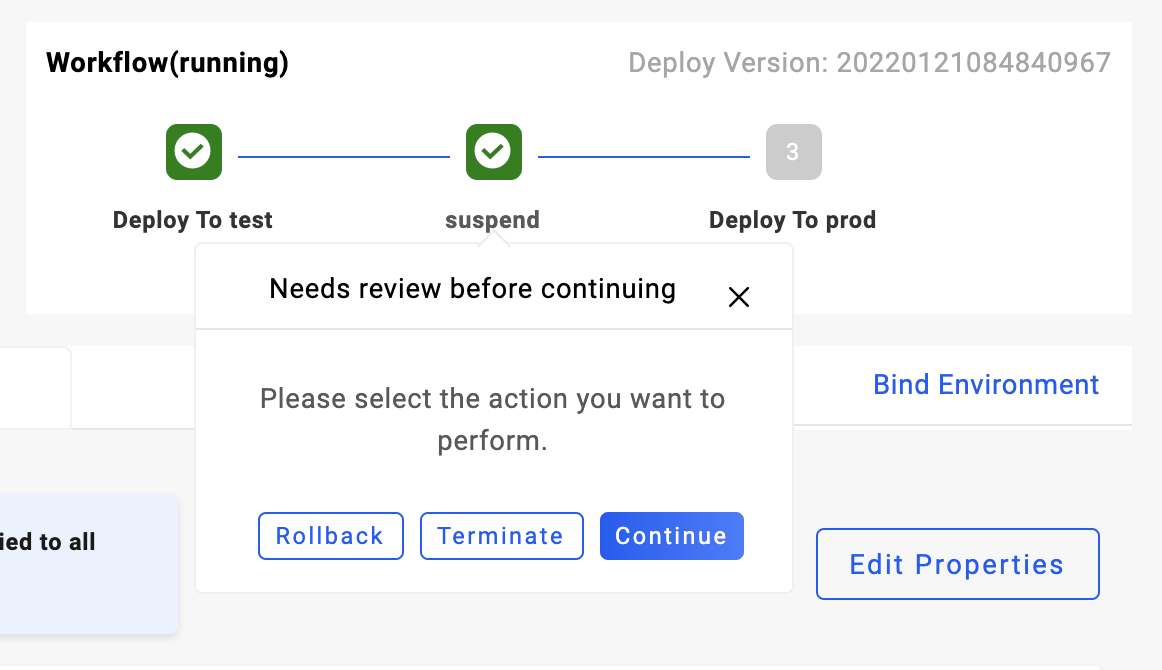 Workflow(running)
Deploy Version: 20220121084840967
3
Deploy To test
suspend
Deploy To prod
Needs review before continuing
Please select the action you want to
perform.
Bind Environment
ied to all
Rollback
Terminate
Continue
Edit Properties